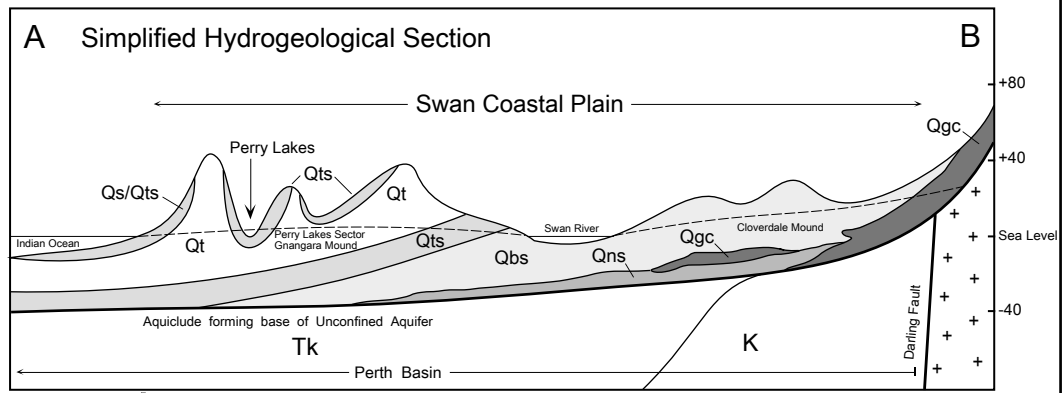 A Simplified Hydrogeological Section B
+80
Swan Coastal Plain
Qgc
Perry Lakes
+40
Qts
Qs/Qts
Qt
Swan River
Cloverdale Mound
Indian Ocean
Qt
Perry Lakes Sector
Gnangara Mound
Qts
Qgc
Sea Level
Qbs
Qns
-40
Aquiclude forming base of Unconfined Aquifer
Tk
K
Darling Fault
Perth Basin